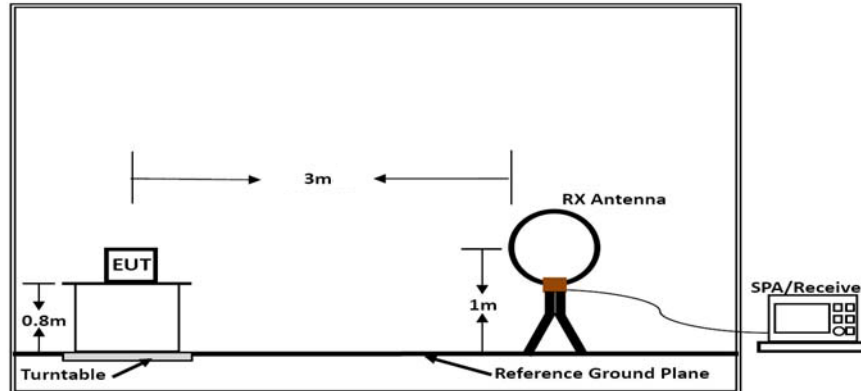 3m
RX Antenna
EUT
SPA/Receive
1m
0.8m
Turntable
Reference Ground Plane